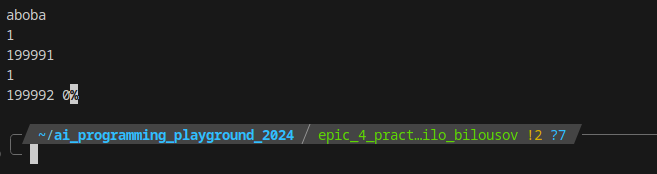 aboba
1
199991
1
199992 0%
~/ai_programming_playground_2024 / epic_4_pract…ilo_bilousov !2 ?7